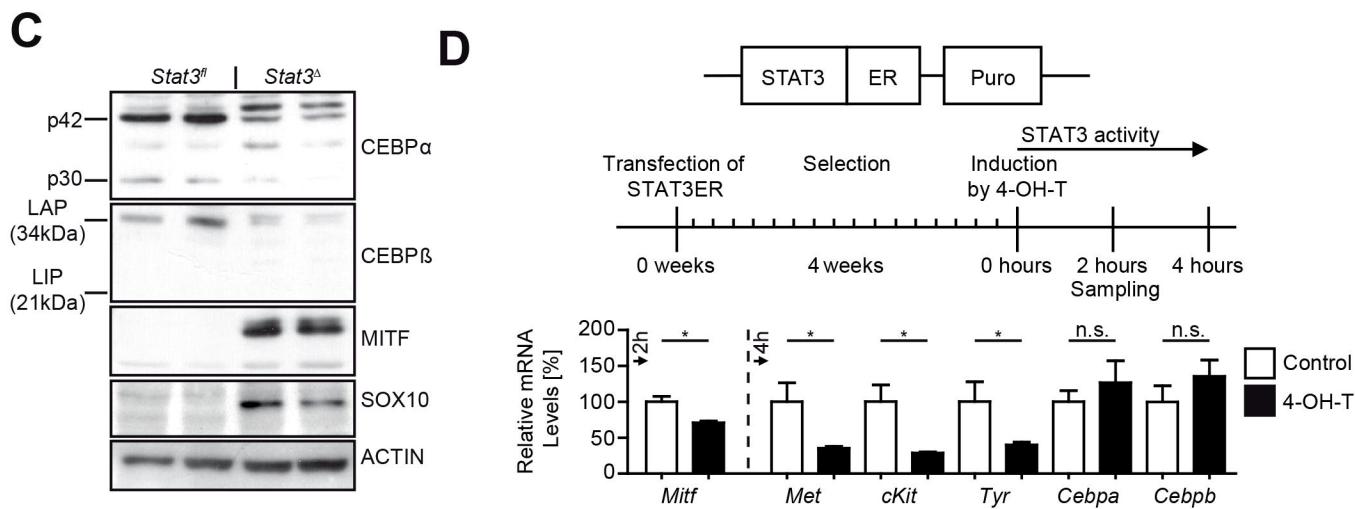 C
Stat3fl | Stat3Δ
p42
CEBPα
p30
LAP
(34kDa)
CEBPß
LIP
(21kDa)
MITF
SOX10
ACTIN
D
STAT3 ER Puro
STAT3 activity
Transfection of
STAT3ER
Selection
Induction
by 4-OH-T
0 weeks 4 weeks 0 hours 2 hours 4 hours
Sampling
Relative mRNA
Levels [%]
200
150
100
50
0
2h
4h
* * * * n.s. n.s.
Control
4-OH-T
Mitf Met cKit Tyr Cebpa Cebpb